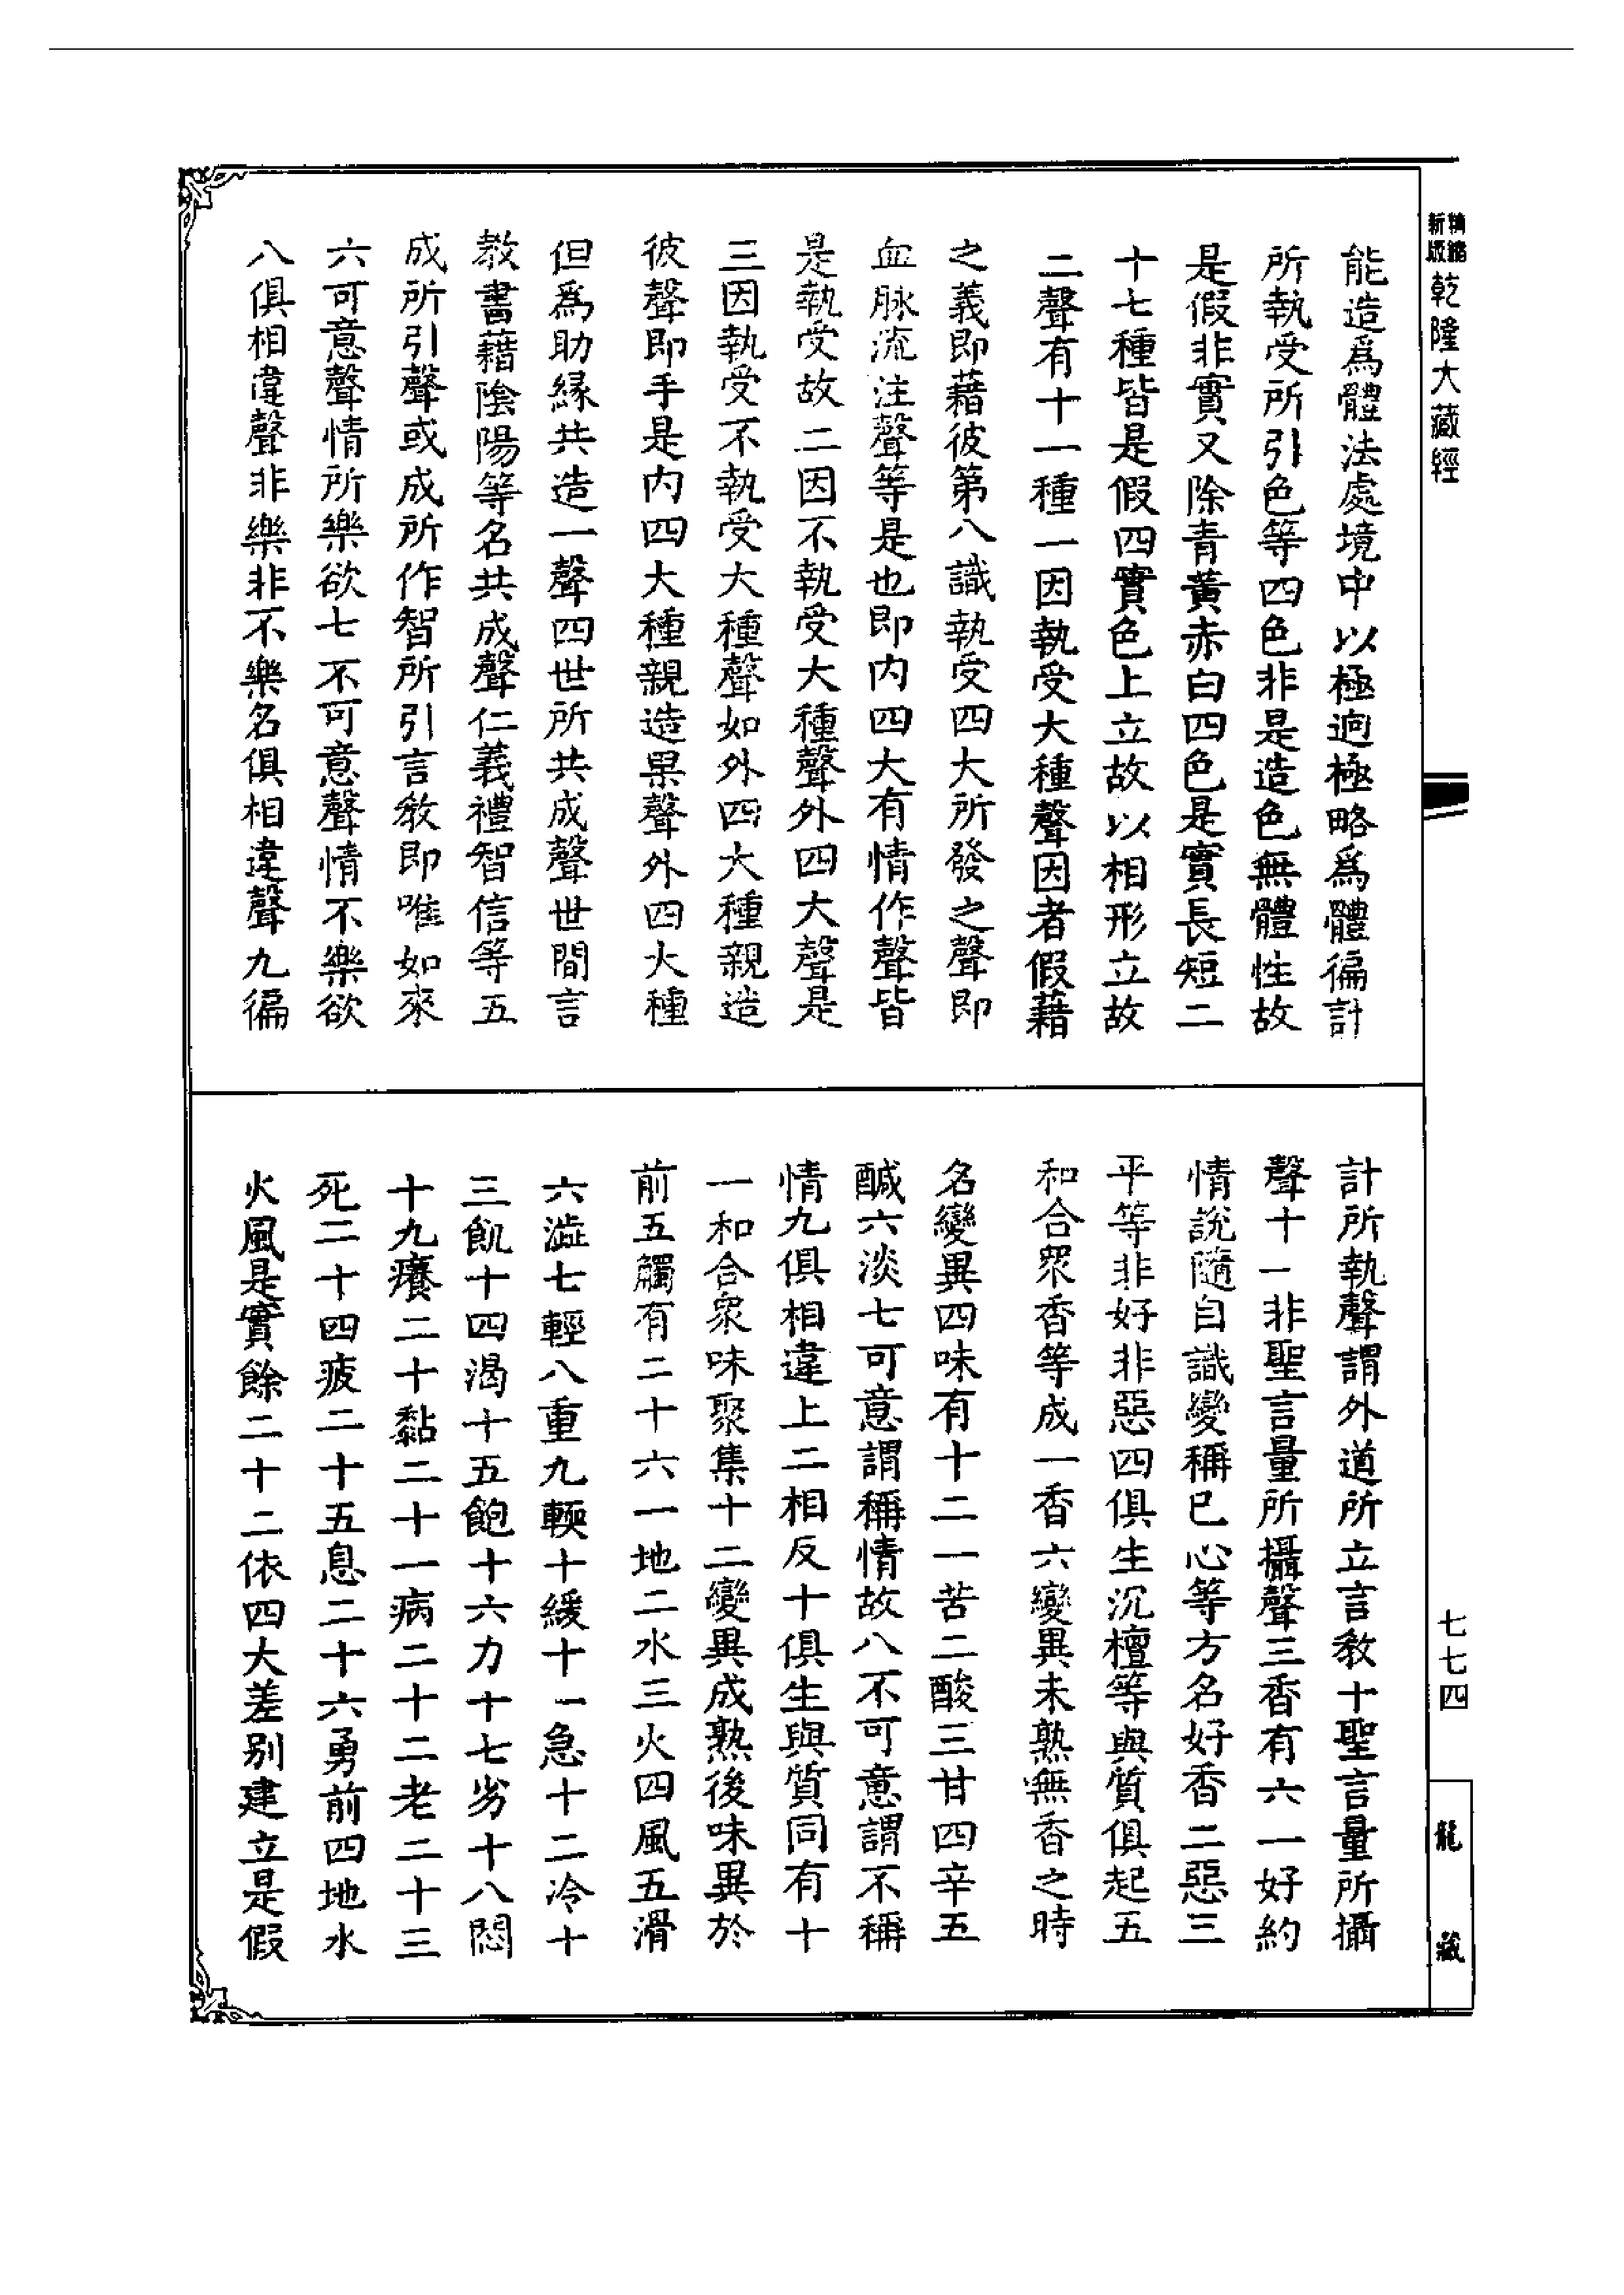 精縮
新版
乾隆大藏經
能造爲體法處境中以極逈極略爲體徧計
所執受所引色等四色非是造色無體性故
是假非實又除青黃赤白四色是實長短二
十七種皆是假四實色上立故以相形立故
二聲有十一種一因執受大種聲因者假藉
之義即藉彼第八識執受四大所發之聲即
血脉流注聲等是也即内四大有情作聲皆
是執受故二因不執受大種聲外四大聲是
三因執受不執受大種聲如外四大種親造
彼聲即手是内四大種親造果聲外四大種
但爲助緣共造一聲四世所共成聲世間言
教書藉陰陽等名共成聲仁義禮智信等五
成所引聲或成所作智所引言教即唯如來
六可意聲情所樂欲七不可意聲情不樂欲
八俱相違聲非樂非不樂名俱相違聲九徧
計所執聲謂外道所立言教十聖言量所攝
聲十一非聖言量所攝聲三香有六一好約
情說隨自識變稱已心等方名好香二惡三
平等非好非惡四俱生沉檀等與質俱起五
和合眾香等成一香六變異未熟無香之時
名變異四味有十二一苦二酸三甘四辛五
醎六淡七可意謂稱情故八不可意謂不稱
情九俱相違上二相反十俱生與質同有十
一和合眾味聚集十二變異成熟後味異於
前五觸有二十六一地二水三火四風五滑
六澁七輕八重九輭十緩十一急十二冷十
三飢十四渴十五飽十六力十七劣十八悶
十九癢二十黏二十一病二十二老二十三
死二十四疲二十五息二十六勇前四地水
火風是實餘二十二依四大差别建立是假
七七四
龍藏